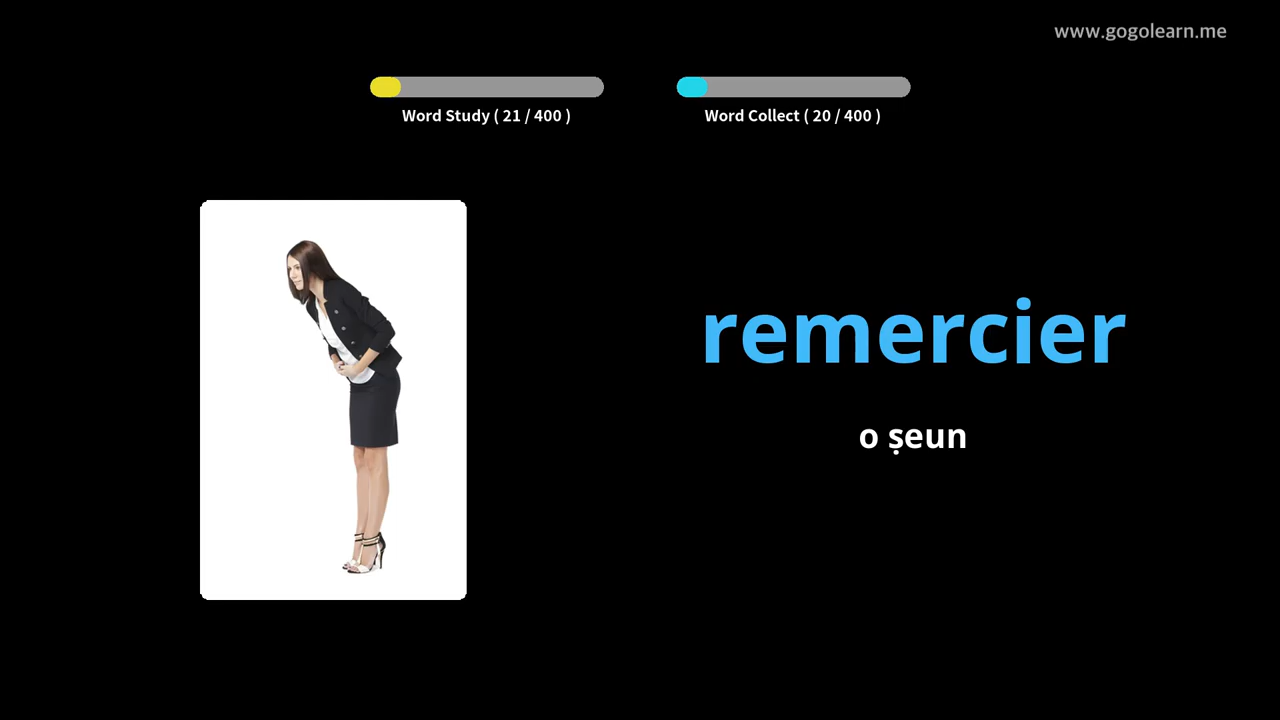 www.gogolearn.me
Word Study ( 21 / 400 )
Word Collect ( 20 / 400 )
remercier
o ṣeun